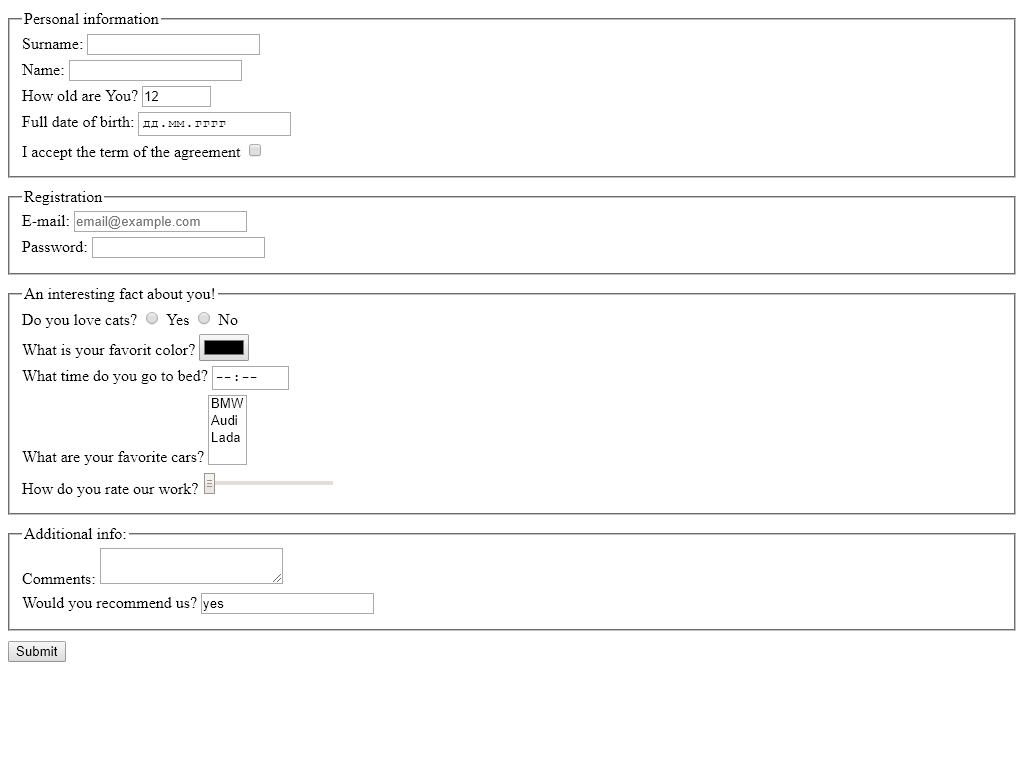 Personal information
Surname:
Name:
How old are You? 12
Full date of birth: дд.мм.гггг
I accept the term of the agreement
Registration
E-mail: email@example.com
Password:
An interesting fact about you!
Do you love cats? Yes No
What is your favorit color?
What time do you go to bed? --:--
BMW
Audi
Lada
What are your favorite cars?
How do you rate our work?
Additional info:
Comments:
Would you recommend us? yes
Submit